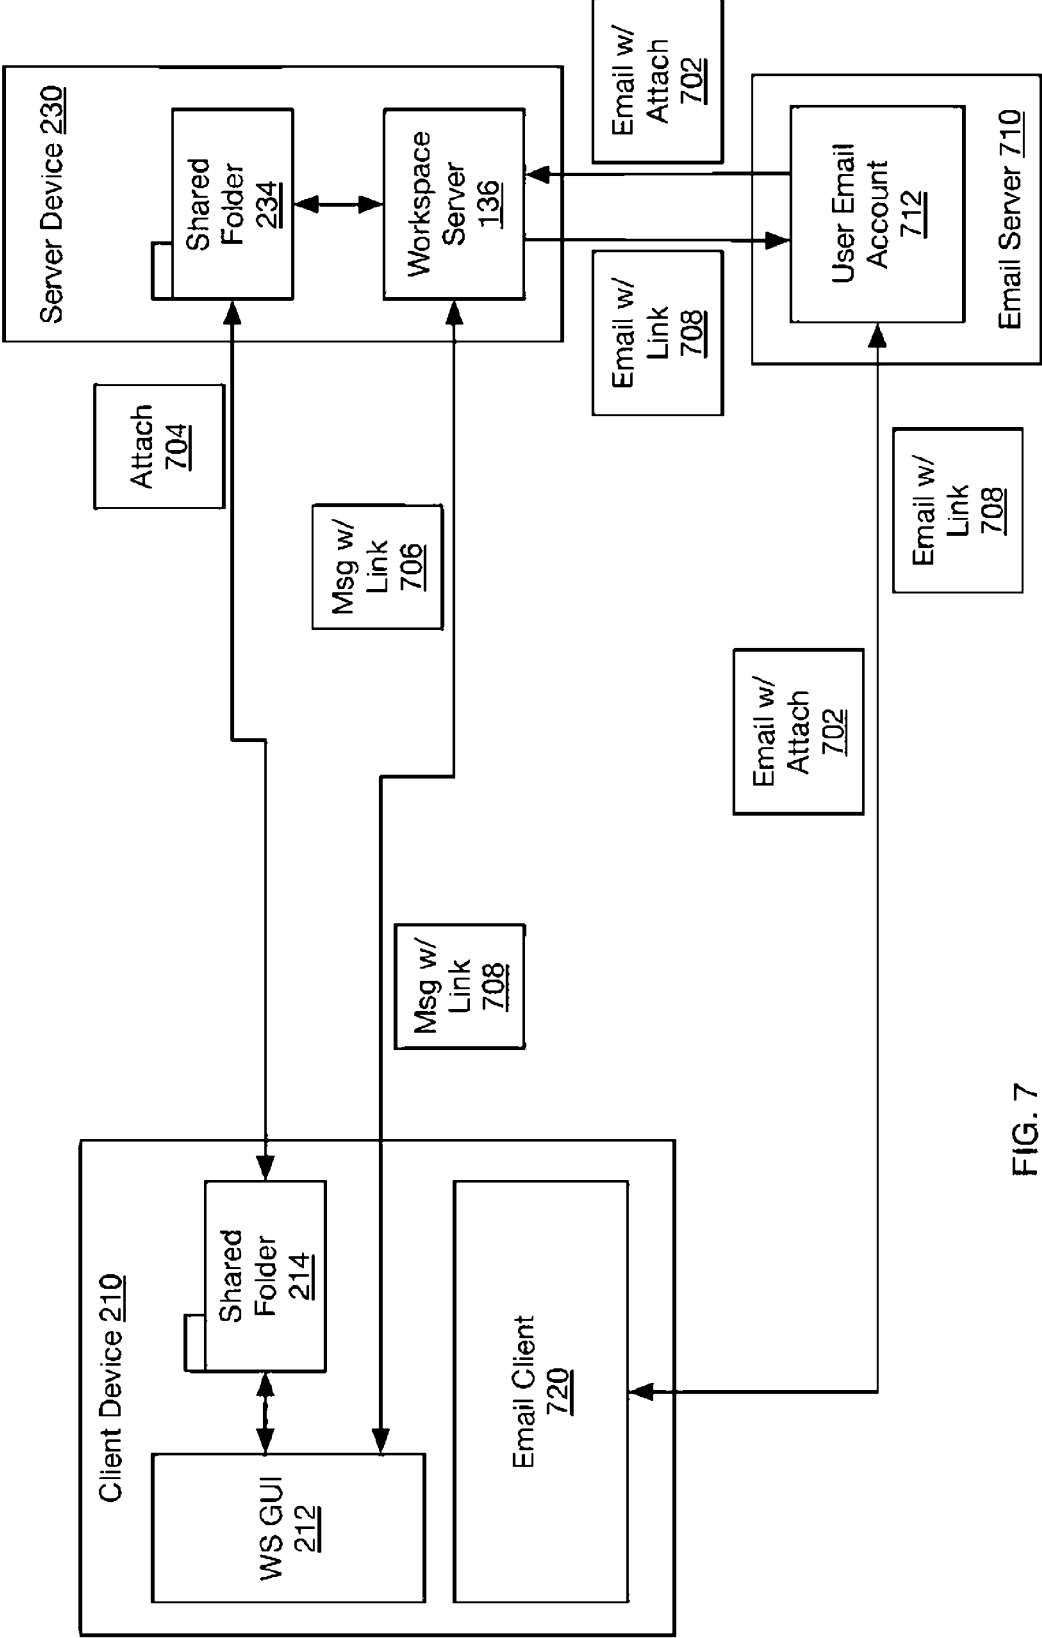 Client Device 210
WS GUI
212
Shared
Folder
214
Email Client
720
Msg w/
Link
708
Attach
704
Msg w/
Link
706
Server Device 230
Shared
Folder
234
Workspace
Server
136
Email w/
Attach
702
Email w/
Link
708
Email w/
Attach
702
Email w/
Link
708
User Email
Account
712
Email Server 710
FIG. 7